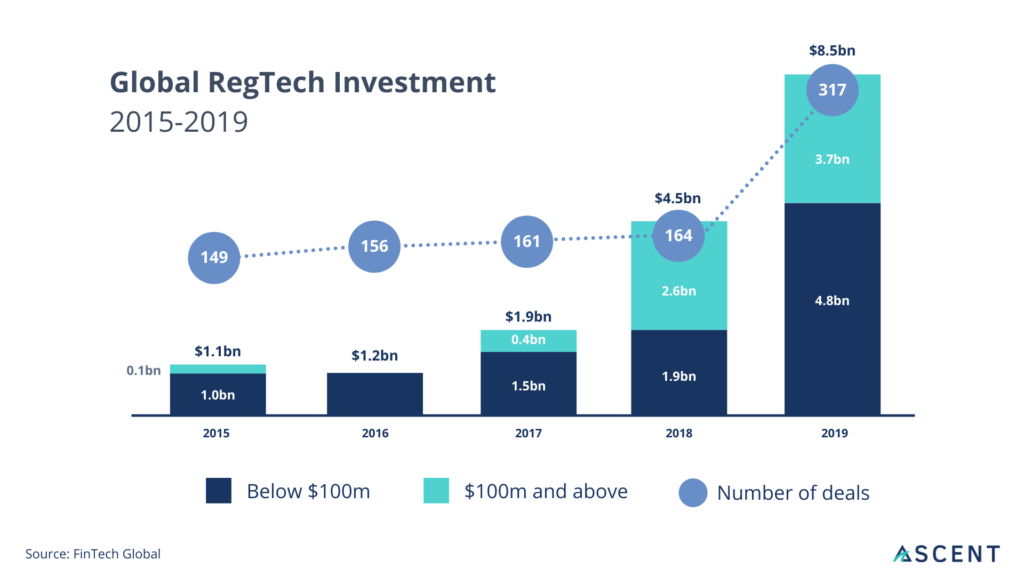 Global RegTech Investment
2015-2019
$8.5bn
317
3.7bn
4.8bn
$4.5bn
164
2.6bn
1.9bn
149
156
161
$1.9bn
0.4bn
1.5bn
$1.1bn
0.1bn
1.0bn
$1.2bn
2015 2016 2017 2018 2019
Below $100m $100m and above Number of deals
Source: FinTech Global
ASCENT